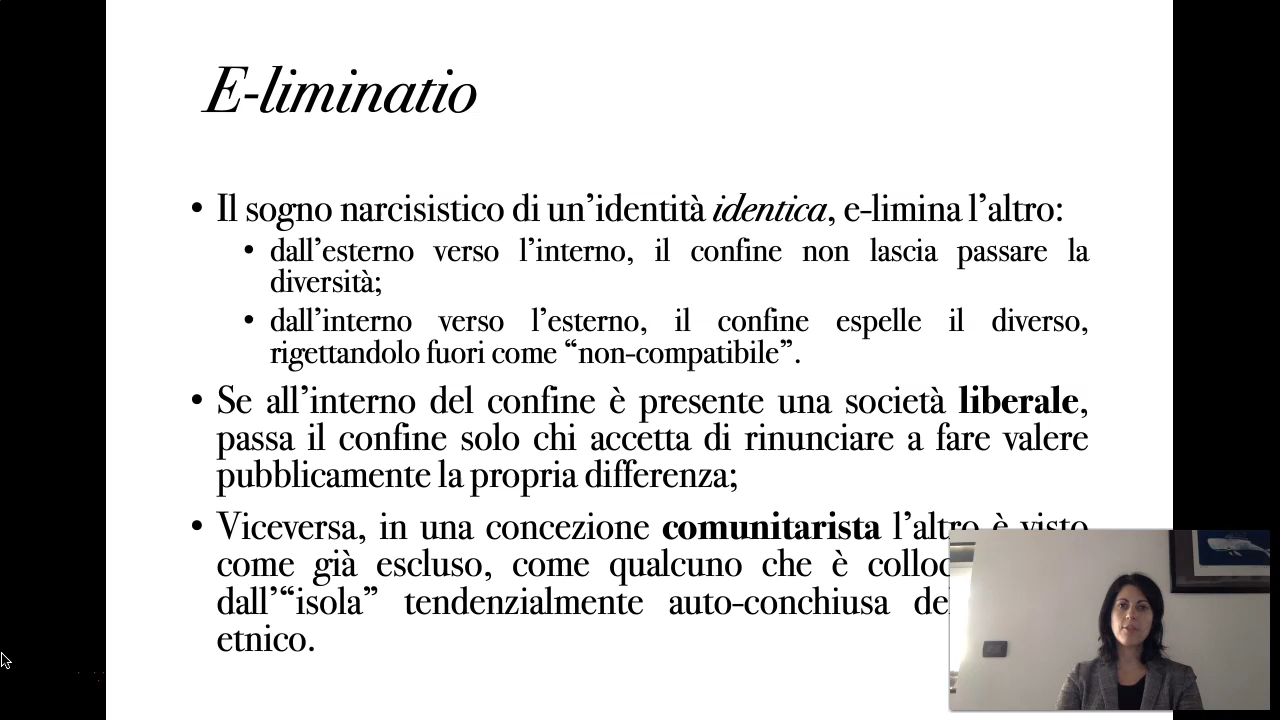 E-liminatio
• Il sogno narcisistico di un’identità identica, e-limina l’altro:
• dall’esterno verso l’interno, il confine non lascia passare la
diversità;
• dall’interno verso l’esterno, il confine espelle il diverso,
rigettandolo fuori come “non-compatibile”.
• Se all’interno del confine è presente una società liberale,
passa il confine solo chi accetta di rinunciare a fare valere
pubblicamente la propria differenza;
• Viceversa, in una concezione comunitarista l’altro è visto
come già escluso, come qualcuno che è
dall’“isola” tendenzialmente auto-conchiusa
etnico.